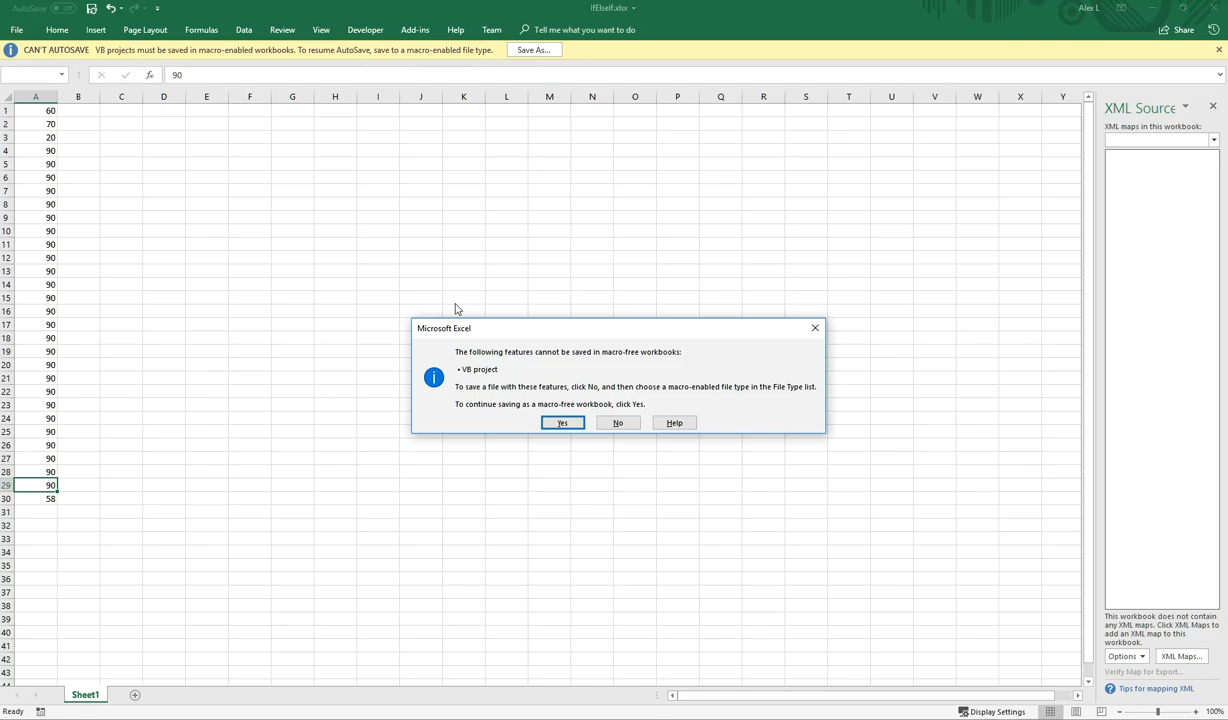 AutoSave Off IfElself.xlsx Alex L
File Home Insert Page Layout Formulas Data Review View Developer Add-ins Help Team Tell me what you want to do Share
CAN'T AUTOSAVE VB projects must be saved in macro-enabled workbooks. To resume AutoSave, save to a macro-enabled file type. Save As...
fx 90
A B C D E F G H I J K L M N O P Q R S T U V W X Y
1 60
2 70
3 20
4 90
5 90
6 90
7 90
8 90
9 90
10 90
11 90
12 90
13 90
14 90
15 90
16 90
17 90
18 90
19 90
20 90
21 90
22 90
23 90
24 90
25 90
26 90
27 90
28 90
29 90
30 58
31
32
33
34
35
36
37
38
39
40
41
42
43
44
Microsoft Excel
The following features cannot be saved in macro-free workbooks:
• VB project
To save a file with these features, click No, and then choose a macro-enabled file type in the File Type list.
To continue saving as a macro-free workbook, click Yes.
Yes No Help
XML Source
XML maps in this workbook:
This workbook does not contain
any XML maps. Click XML Maps to
add an XML map to this
workbook.
Options XML Maps...
Verify Map for Export...
Tips for mapping XML
Sheet1
Ready Display Settings 100%